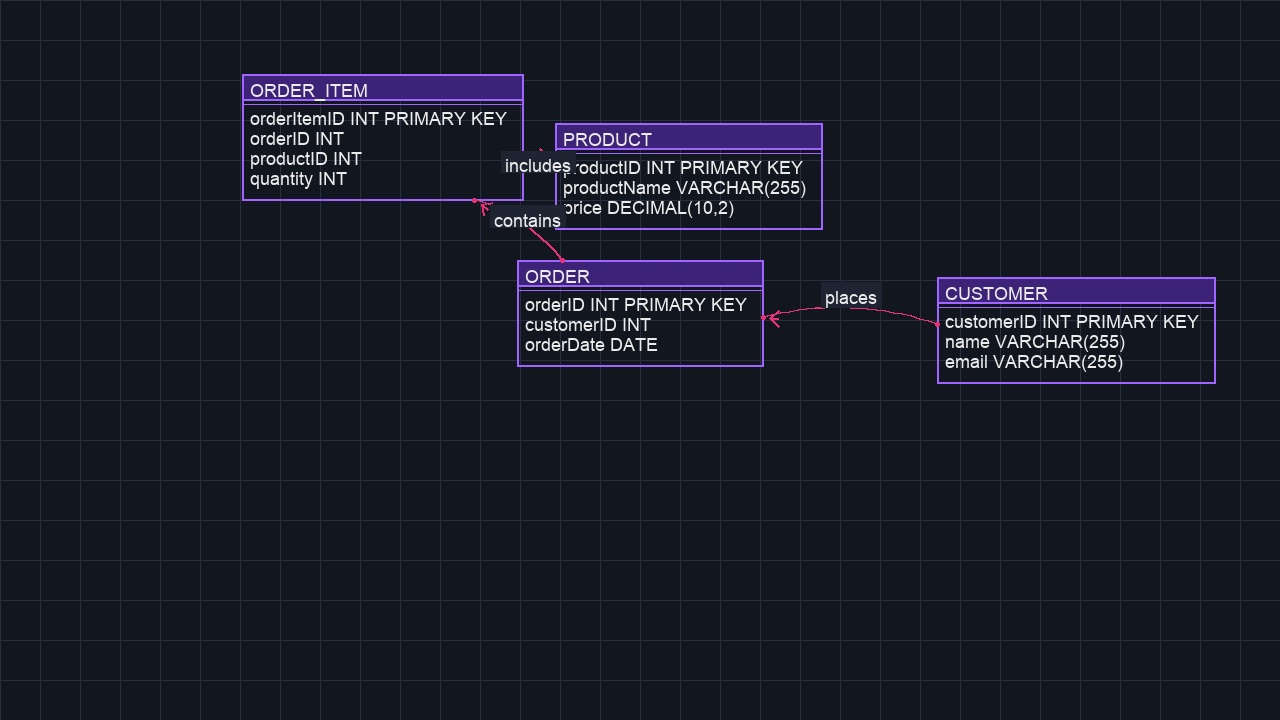 ORDER_ITEM
orderItemID INT PRIMARY KEY
orderID INT
productID INT
quantity INT
includes
PRODUCT
productID INT PRIMARY KEY
productName VARCHAR(255)
price DECIMAL(10,2)
contains
ORDER
orderID INT PRIMARY KEY
customerID INT
orderDate DATE
places
CUSTOMER
customerID INT PRIMARY KEY
name VARCHAR(255)
email VARCHAR(255)